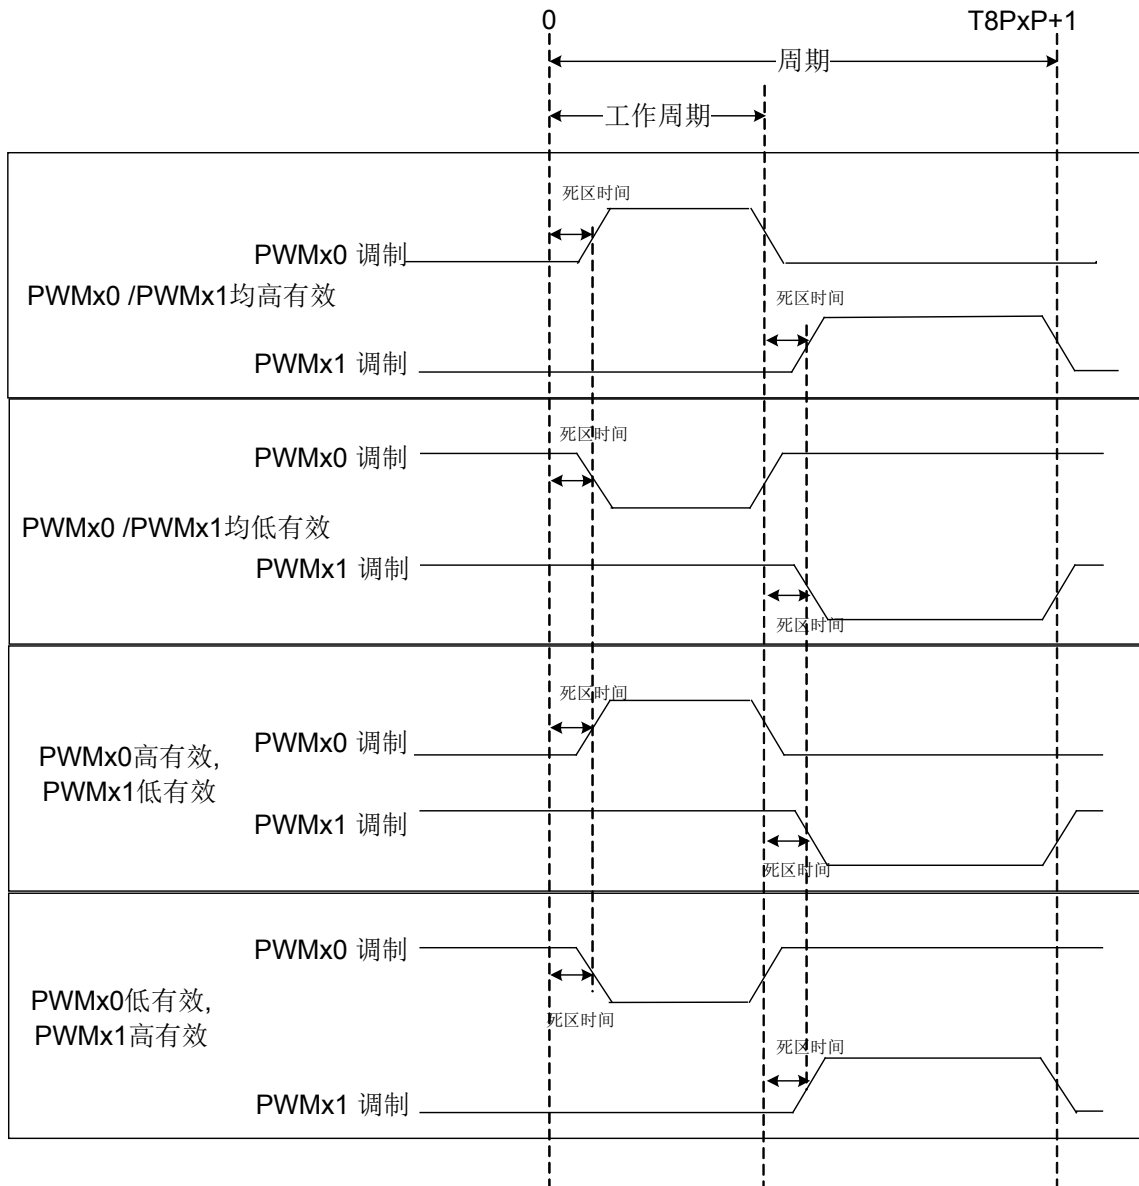 0
T8PxP+1
周期
工作周期
死区时间
PWMx0 调制
PWMx0 /PWMx1均高有效
死区时间
PWMx1 调制
死区时间
PWMx0 调制
PWMx0 /PWMx1均低有效
PWMx1 调制
死区时间
死区时间
PWMx0 调制
PWMx0高有效,
PWMx1低有效
PWMx1 调制
死区时间
PWMx0 调制
PWMx0低有效,
PWMx1高有效
死区时间
死区时间
PWMx1 调制